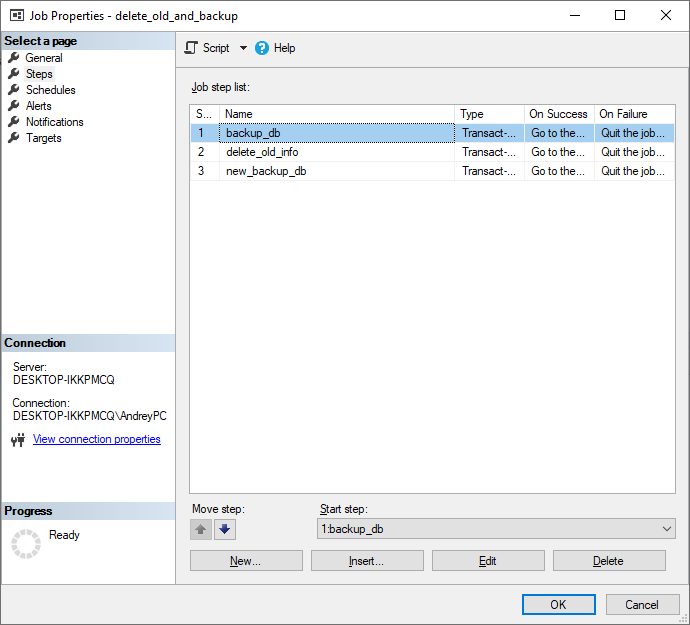 Job Properties - delete_old_and_backup
Select a page
General
Steps
Schedules
Alerts
Notifications
Targets
Connection
Server:
DESKTOP-IKKPMCQ
Connection:
DESKTOP-IKKPMCQ\AndreyPC
View connection properties
Progress
Ready
Script Help
Job step list:
S... Name Type On Success On Failure
1 backup_db Transact-... Go to the... Quit the job...
2 delete_old_info Transact-... Go to the... Quit the job...
3 new_backup_db Transact-... Go to the... Quit the job...
Move step: Start step:
1:backup_db
New... Insert... Edit Delete
OK Cancel